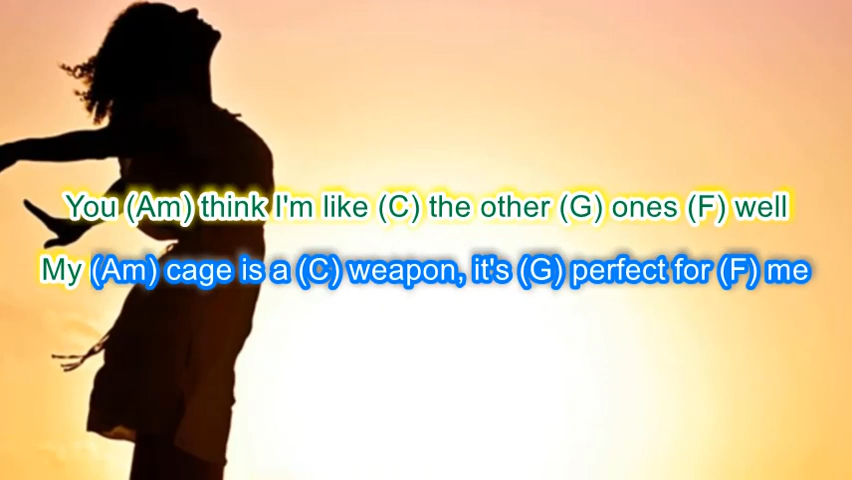 You (Am) think I'm like (C) the other (G) ones (F) well
My (Am) cage is a (C) weapon, it's (G) perfect for (F) me